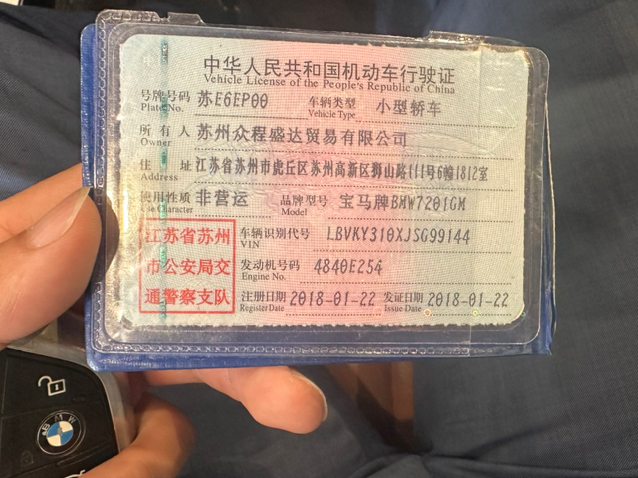 中华人民共和国机动车行驶证
Vehicle License of the People's Republic of China
号牌号码 苏E6EP00 车辆类型 小型轿车
Plate No. Vehicle Type
所有人 苏州众程盛达贸易有限公司
Owner
住址 江苏省苏州市虎丘区苏州高新区狮山路111号6幢1812室
Address
使用性质 非营运 品牌型号 宝马牌BMW7201GM
Use Character Model
江苏省苏州
市公安局交
通警察支队
车辆识别代号 LBVKY310XJSG99144
VIN
发动机号码 4840E254
Engine No.
注册日期 2018-01-22 发证日期 2018-01-22
Register Date Issue Date